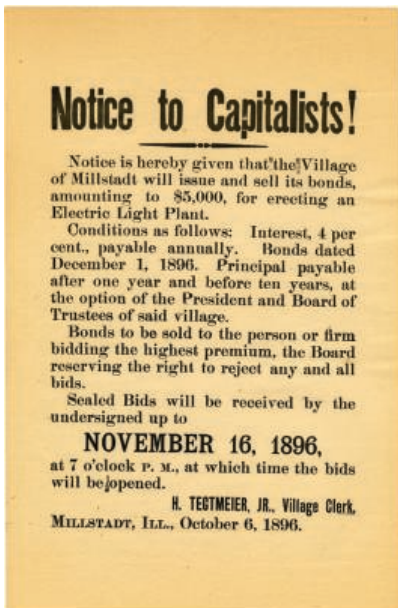 Notice to Capitalists!
Notice is hereby given that the Village
of Millstadt will issue and sell its bonds,
amounting to $5,000, for erecting an
Electric Light Plant.
Conditions as follows: Interest, 4 per
cent., payable annually. Bonds dated
December 1, 1896. Principal payable
after one year and before ten years, at
the option of the President and Board of
Trustees of said village.
Bonds to be sold to the person or firm
bidding the highest premium, the Board
reserving the right to reject any and all
bids.
Sealed Bids will be received by the
undersigned up to
NOVEMBER 16, 1896,
at 7 o'clock P. M., at which time the bids
will be opened.
H. TEGTMEIER, JR., Village Clerk,
MILLSTADT, ILL., October 6, 1896.